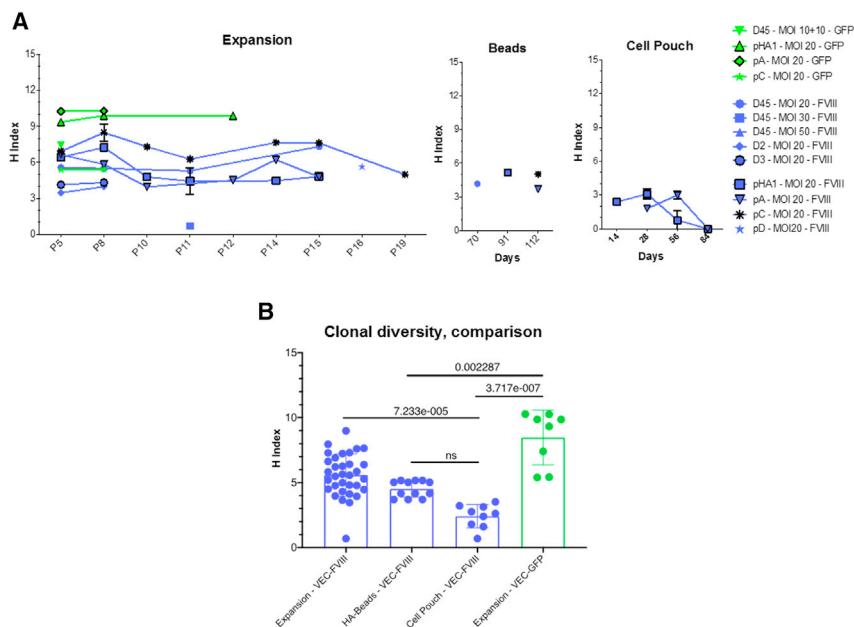 A
Expansion
H Index
15
12
9
6
3
0
P5
P8
P10
P11
P12
P14
P15
P16
P19
Beads
H Index
15
10
5
0
70
91
112
Days
Cell Pouch
15
12
9
6
3
0
14
28
56
84
Days
D45 - MOI 10+10 - GFP
pHA1 - MOI 20 - GFP
pA - MOI 20 - GFP
pC - MOI 20 - GFP
D45 - MOI 20 - FVIII
D45 - MOI 30 - FVIII
D45 - MOI 50 - FVIII
D2 - MOI 20 - FVIII
D3 - MOI 20 - FVIII
pHA1 - MOI 20 - FVIII
pA - MOI 20 - FVIII
pC - MOI 20 - FVIII
pD - MOI20 - FVIII
B
Clonal diversity, comparison
H index
15
10
5
0
0.002287
3.717e-007
7.233e-005
ns
Expansion - VEC-FVIII
HA-Beads - VEC-FVIII
Cell Pouch - VEC-FVIII
Expansion - VEC-GFP